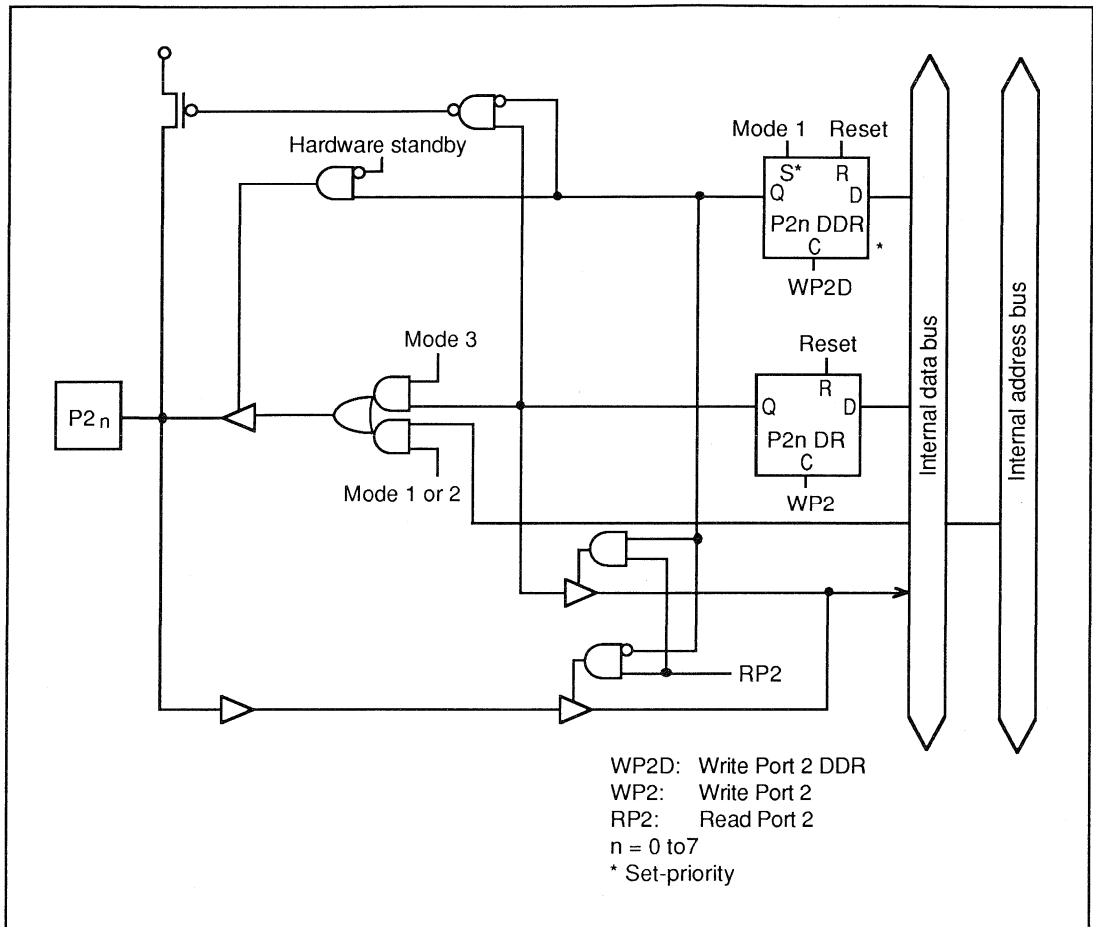 Hardware standby
Mode 1 Reset
S* R
Q D
P2n DDR
C *
WP2D
Mode 3
Reset
R
P2n
Q D
P2n DR
C
Mode 1 or 2
WP2
Internal data bus
Internal address bus
RP2
WP2D: Write Port 2 DDR
WP2: Write Port 2
RP2: Read Port 2
n = 0 to7
* Set-priority